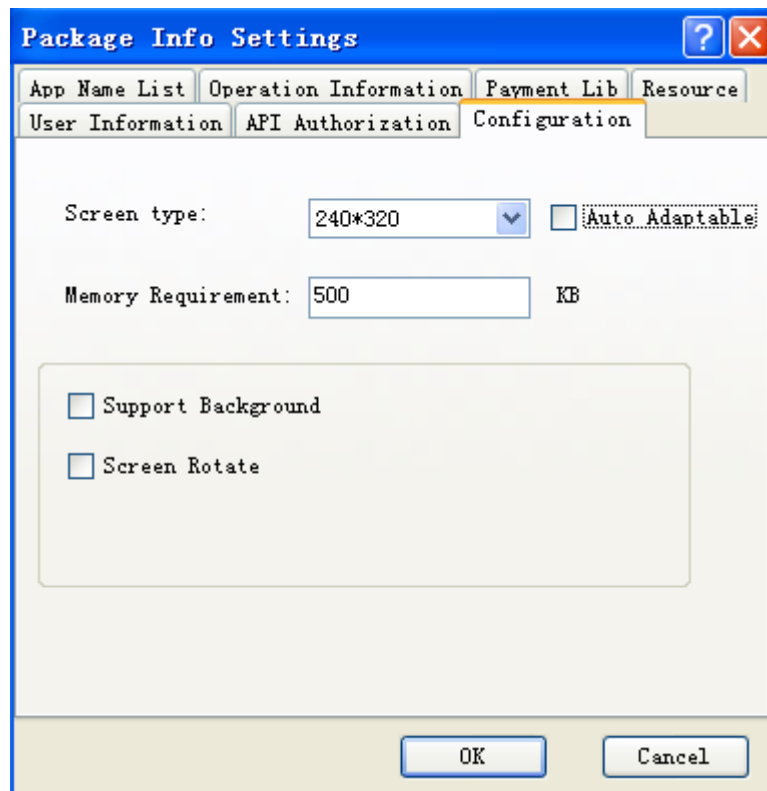 Package Info Settings
App Name List Operation Information Payment Lib Resource
User Information API Authorization Configuration
Screen type: 240*320 Auto Adaptable
Memory Requirement: 500 KB
Support Background
Screen Rotate
OK Cancel